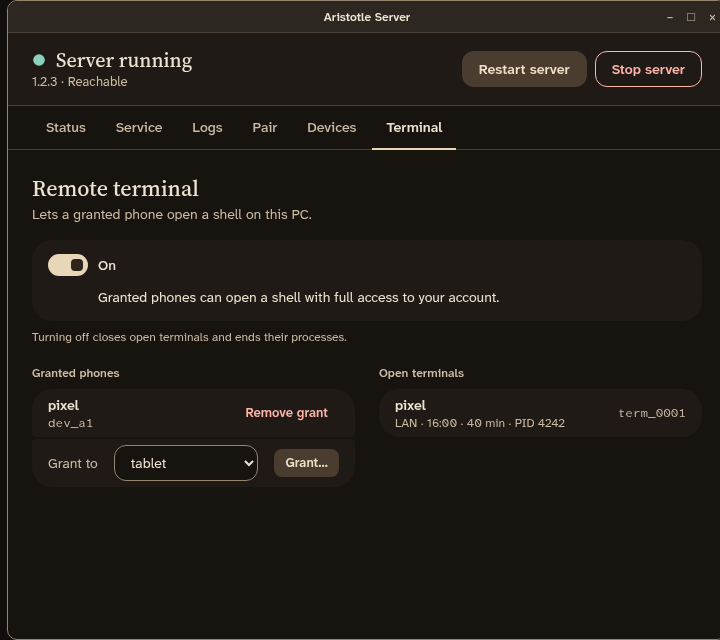 Aristotle Server
Server running
1.2.3 · Reachable
Restart server
Stop server
Status
Service
Logs
Pair
Devices
Terminal
Remote terminal
Lets a granted phone open a shell on this PC.
On
Granted phones can open a shell with full access to your account.
Turning off closes open terminals and ends their processes.
Granted phones
pixel
dev_a1
Remove grant
Grant to
tablet
Grant...
Open terminals
pixel
LAN · 16:00 · 40 min · PID 4242
term_0001